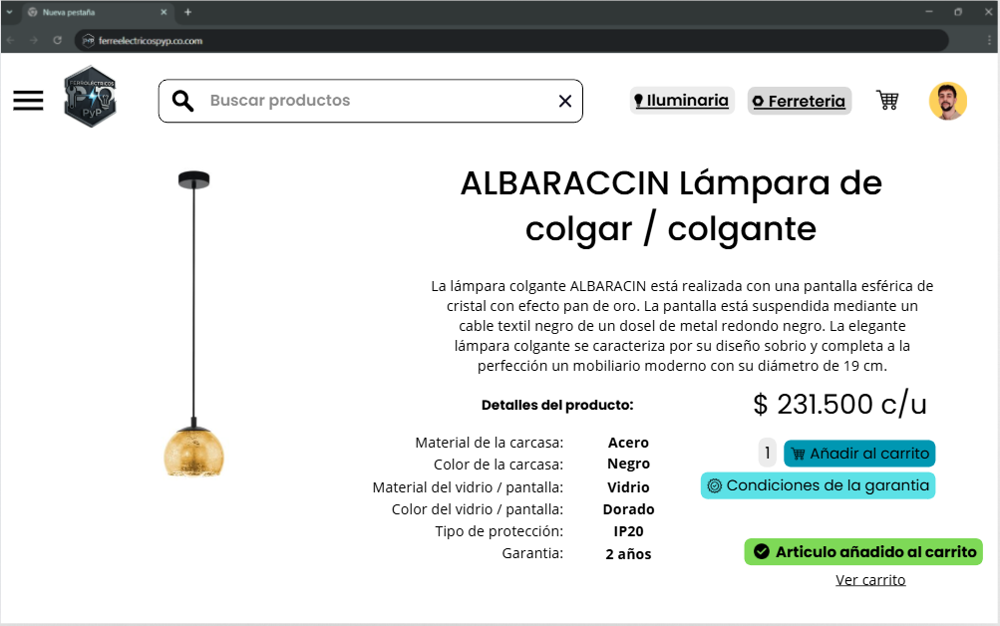 Nueva pestaña
ferreelectricospyp.co.com
FERROELÉCTRICOS
PyP
Buscar productos
Iluminaria
Ferreteria
ALBARACCIN Lámpara de
colgar / colgante
La lámpara colgante ALBARACIN está realizada con una pantalla esférica de
cristal con efecto pan de oro. La pantalla está suspendida mediante un
cable textil negro de un dosel de metal redondo negro. La elegante
lámpara colgante se caracteriza por su diseño sobrio y completa a la
perfección un mobiliario moderno con su diámetro de 19 cm.
Detalles del producto:
$ 231.500 c/u
Material de la carcasa: Acero
Color de la carcasa: Negro
Material del vidrio / pantalla: Vidrio
Color del vidrio / pantalla: Dorado
Tipo de protección: IP20
Garantia: 2 años
1 Añadir al carrito
Condiciones de la garantia
Articulo añadido al carrito
Ver carrito